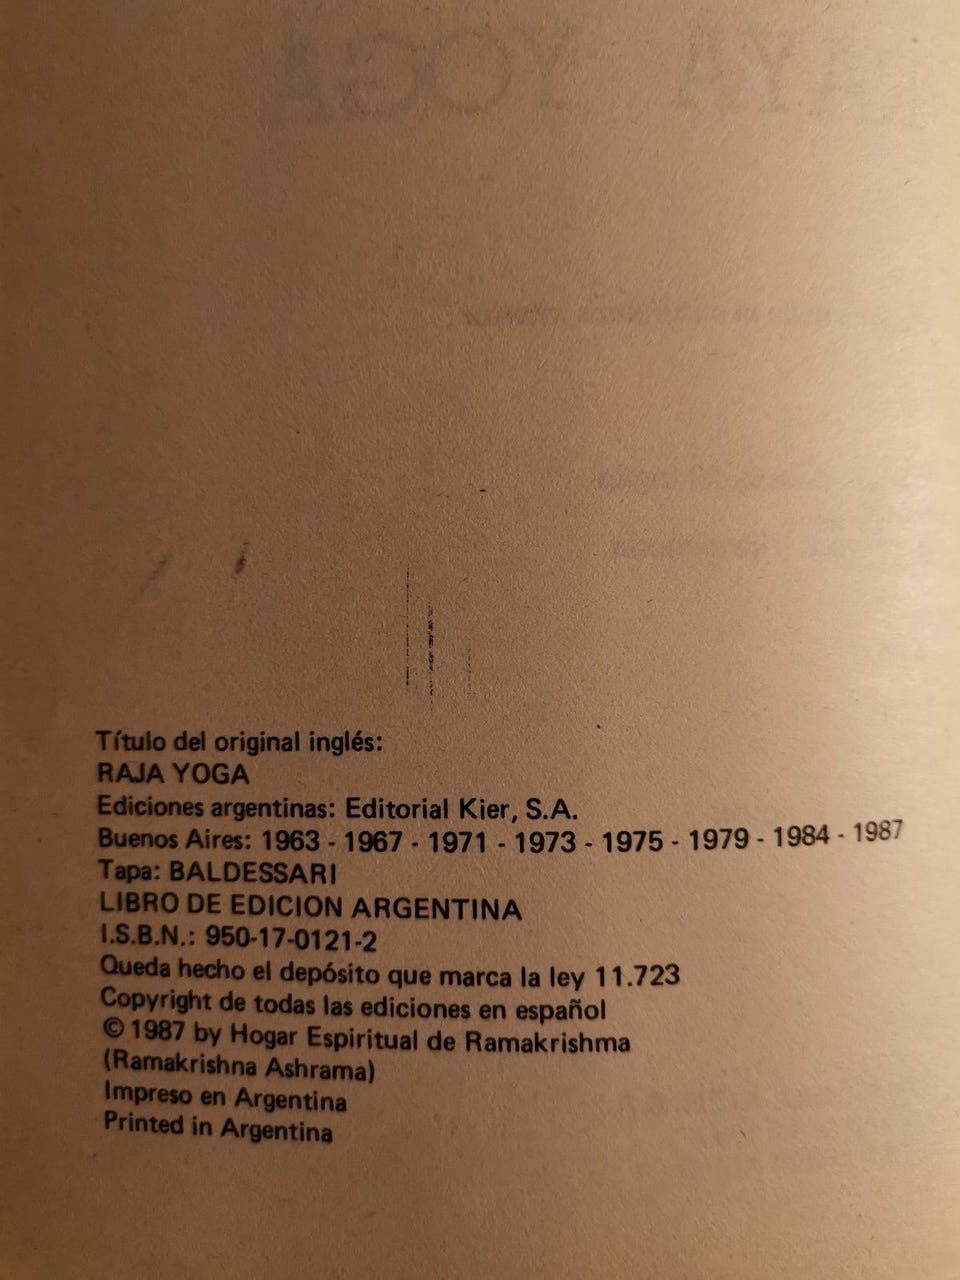 Título del original inglés:
RAJA YOGA
Ediciones argentinas: Editorial Kier, S.A.
Buenos Aires: 1963 - 1967 - 1971 - 1973 - 1975 - 1979 - 1984 - 1987
Tapa: BALDESSARI
LIBRO DE EDICION ARGENTINA
I.S.B.N.: 950-17-0121-2
Queda hecho el depósito que marca la ley 11.723
Copyright de todas las ediciones en español
© 1987 by Hogar Espiritual de Ramakrishma
(Ramakrishna Ashrama)
Impreso en Argentina
Printed in Argentina